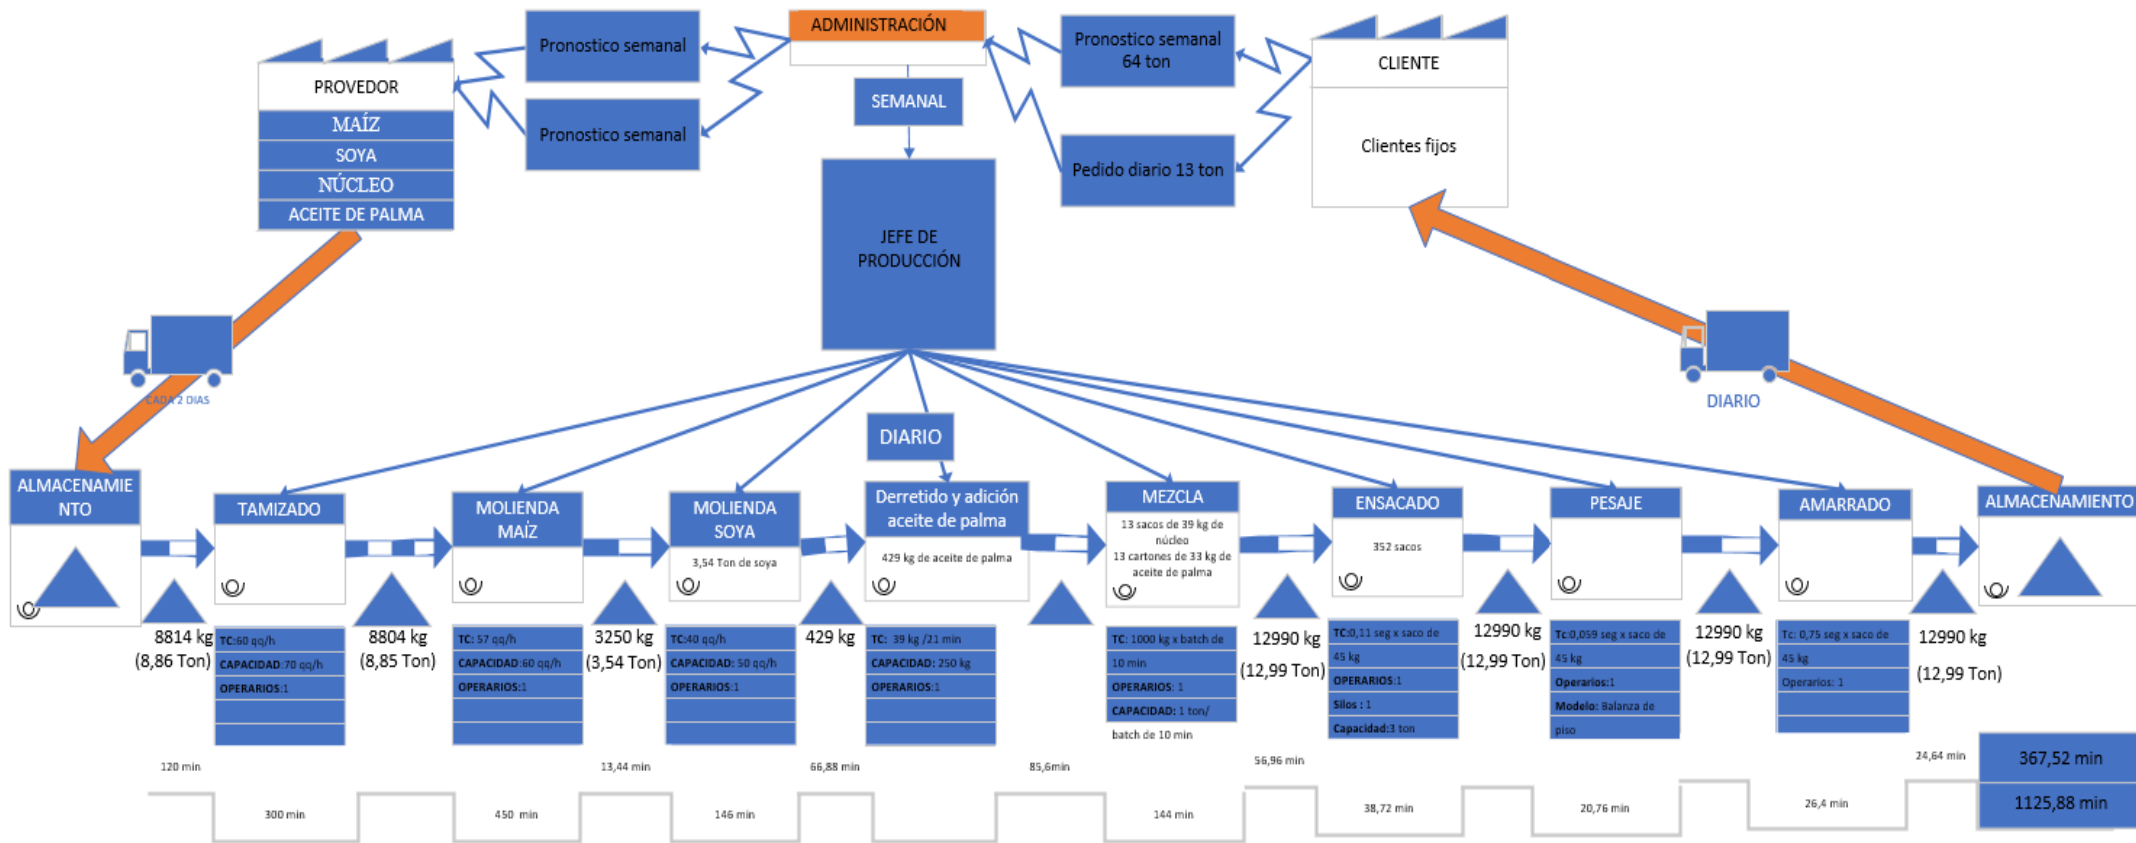 ADMINISTRACIÓN
Pronostico semanal
Pronostico semanal
64 ton
CLIENTE
PROVEDOR
SEMANAL
MAÍZ
SOYA
NÚCLEO
ACEITE DE PALMA
Pronostico semanal
Clientes fijos
Pedido diario 13 ton
JEFE DE
PRODUCCIÓN
CADA 2 DIAS
DIARIO
DIARIO
ALMACENAMIE
NTO
TAMIZADO
MOLIENDA
MAÍZ
MOLIENDA
SOYA
3,54 Ton de soya
Derretido y adición
aceite de palma
429 kg de aceite de palma
MEZCLA
13 sacos de 39 kg de
núcleo
13 cartones de 33 kg de
aceite de palma
ENSACADO
352 sacos
PESAJE
AMARRADO
ALMACENAMIENTO
8814 kg
(8,86 Ton)
TC:60 qq/h
CAPACIDAD:70 qq/h
OPERARIOS:1
8804 kg
(8,85 Ton)
TC: 57 qq/h
CAPACIDAD:60 qq/h
OPERARIOS:1
3250 kg
(3,54 Ton)
TC:40 qq/h
CAPACIDAD: 50 qq/h
OPERARIOS:1
429 kg
TC: 39 kg /21 min
CAPACIDAD: 250 kg
OPERARIOS:1
TC: 1000 kg x batch de
10 min
OPERARIOS: 1
CAPACIDAD: 1 ton/
batch de 10 min
12990 kg
(12,99 Ton)
TC:0,11 seg x saco de
45 kg
OPERARIOS:1
Silos : 1
Capacidad:3 ton
12990 kg
(12,99 Ton)
Tc:0,059 seg x saco de
45 kg
Operarios:1
Modelo: Balanza de
piso
12990 kg
(12,99 Ton)
Tc: 0,75 seg x saco de
45 kg
Operarios: 1
12990 kg
(12,99 Ton)
120 min
13,44 min
66,88 min
85,6min
56,96 min
24,64 min
367,52 min
300 min
450 min
146 min
144 min
38,72 min
20,76 min
26,4 min
1125,88 min